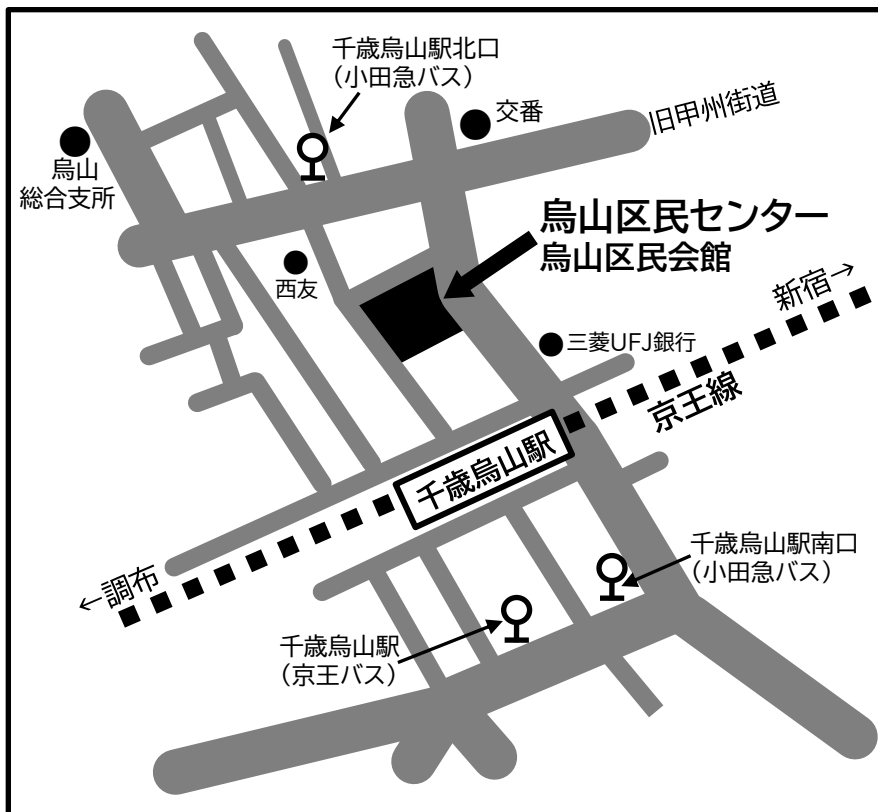 千歳烏山駅北口
（小田急バス）
交番
旧甲州街道
烏山
総合支所
烏山区民センター
烏山区民会館
西友
新宿→
三菱UFJ銀行
京王線
千歳烏山駅
千歳烏山駅南口
（小田急バス）
←調布
千歳烏山駅
（京王バス）